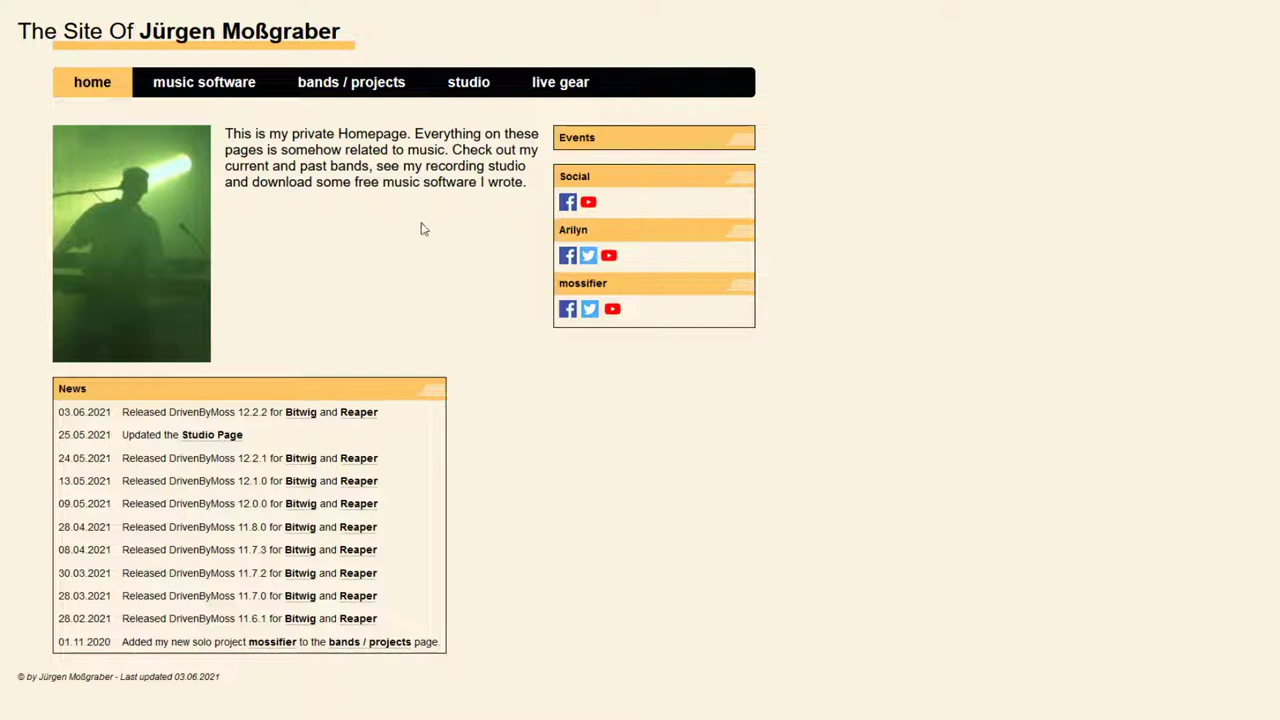 The Site Of Jürgen Moßgraber
home music software bands / projects studio live gear
This is my private Homepage. Everything on these
pages is somehow related to music. Check out my
current and past bands, see my recording studio
and download some free music software I wrote.
Events
Social
Arilyn
mossifier
News
03.06.2021 Released DrivenByMoss 12.2.2 for Bitwig and Reaper
25.05.2021 Updated the Studio Page
24.05.2021 Released DrivenByMoss 12.2.1 for Bitwig and Reaper
13.05.2021 Released DrivenByMoss 12.1.0 for Bitwig and Reaper
09.05.2021 Released DrivenByMoss 12.0.0 for Bitwig and Reaper
28.04.2021 Released DrivenByMoss 11.8.0 for Bitwig and Reaper
08.04.2021 Released DrivenByMoss 11.7.3 for Bitwig and Reaper
30.03.2021 Released DrivenByMoss 11.7.2 for Bitwig and Reaper
28.03.2021 Released DrivenByMoss 11.7.0 for Bitwig and Reaper
28.02.2021 Released DrivenByMoss 11.6.1 for Bitwig and Reaper
01.11.2020 Added my new solo project mossifier to the bands / projects page.
© by Jürgen Moßgraber - Last updated 03.06.2021